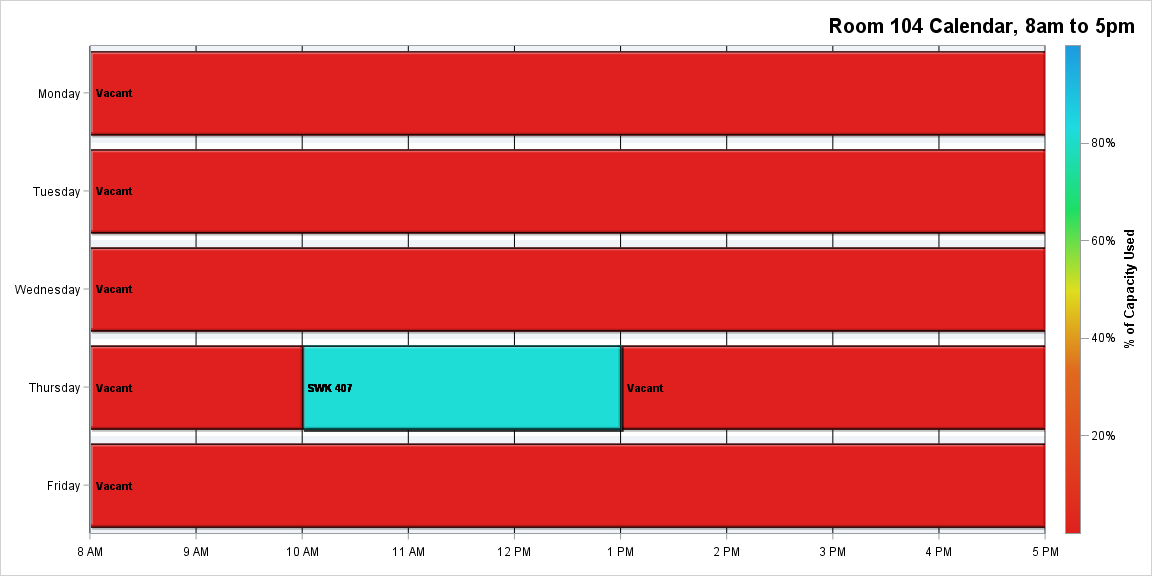 Room 104 Calendar, 8am to 5pm
Monday
Vacant
Tuesday
Vacant
Wednesday
Vacant
Thursday
Vacant
SWK 407
Vacant
Friday
Vacant
8 AM
9 AM
10 AM
11 AM
12 PM
1 PM
2 PM
3 PM
4 PM
5 PM
80%
60%
40%
20%
% of Capacity Used